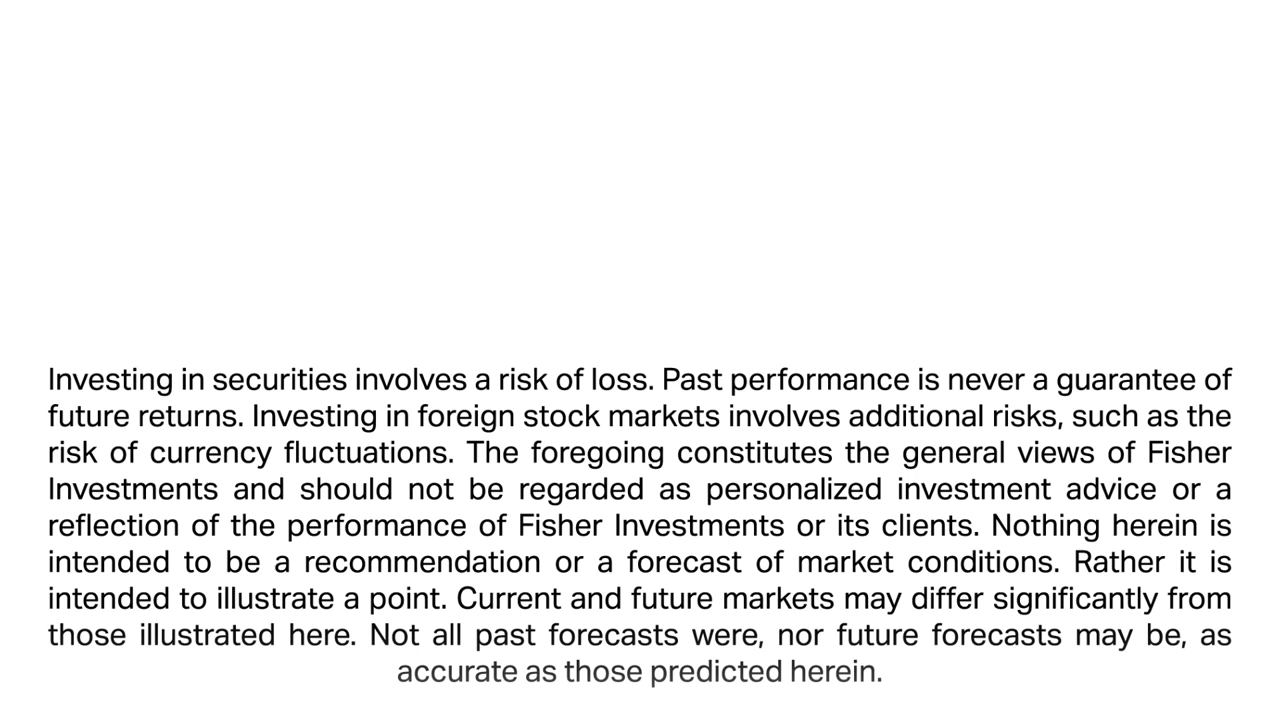 Investing in securities involves a risk of loss. Past performance is never a guarantee of
future returns. Investing in foreign stock markets involves additional risks, such as the
risk of currency fluctuations. The foregoing constitutes the general views of Fisher
Investments and should not be regarded as personalized investment advice or a
reflection of the performance of Fisher Investments or its clients. Nothing herein is
intended to be a recommendation or a forecast of market conditions. Rather it is
intended to illustrate a point. Current and future markets may differ significantly from
those illustrated here. Not all past forecasts were, nor future forecasts may be, as
accurate as those predicted herein.